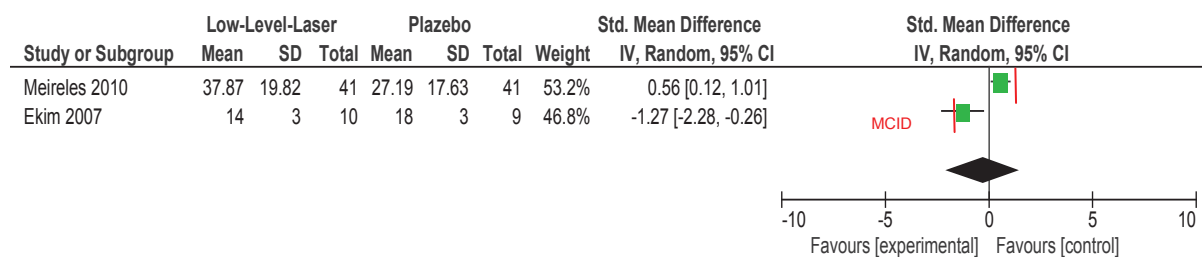 Low-Level-Laser Plazebo Std. Mean Difference Std. Mean Difference
Study or Subgroup Mean SD Total Mean SD Total Weight IV, Random, 95% CI IV, Random, 95% CI
Meireles 2010 37.87 19.82 41 27.19 17.63 41 53.2% 0.56 [0.12, 1.01]
Ekim 2007 14 3 10 18 3 9 46.8% -1.27 [-2.28, -0.26]
MCID
-10 -5 0 5 10
Favours [experimental] Favours [control]